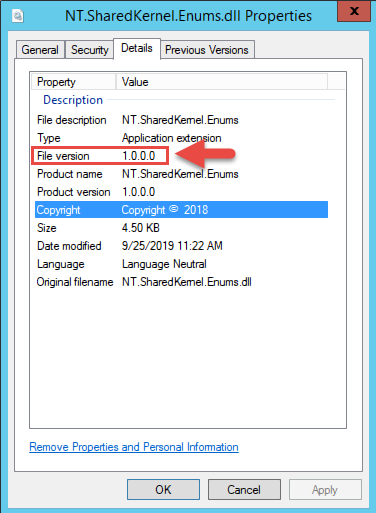 NT.SharedKernel.Enums.dll Properties
x
General Security Details Previous Versions
Property Value
Description
File description NT.SharedKernel.Enums
Type Application extension
File version 1.0.0.0
Product name NT.SharedKernel.Enums
Product version 1.0.0.0
Copyright Copyright © 2018
Size 4.50 KB
Date modified 9/25/2019 11:22 AM
Language Language Neutral
Original filename NT.SharedKernel.Enums.dll
Remove Properties and Personal Information
OK Cancel Apply